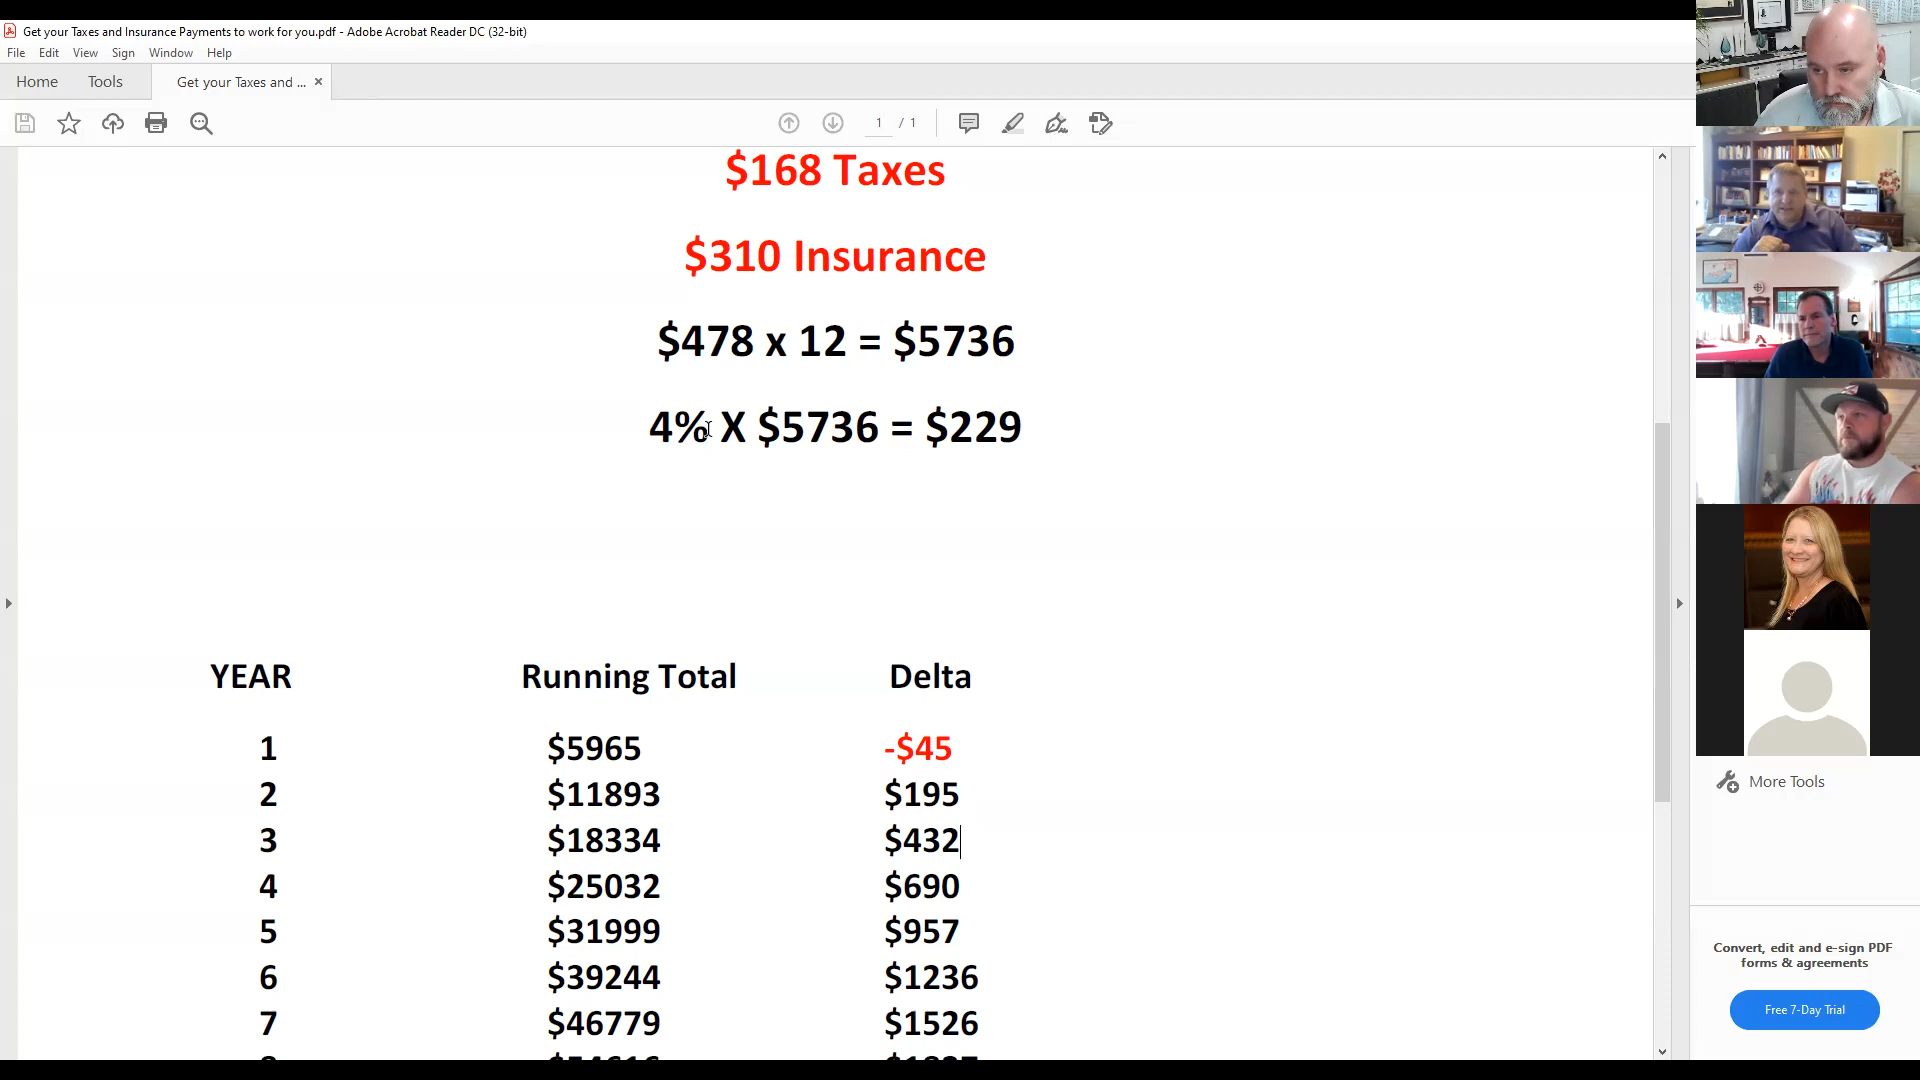 Get your Taxes and Insurance Payments to work for you.pdf - Adobe Acrobat Reader DC (32-bit)
File Edit View Sign Window Help
Home Tools Get your Taxes and ... ×
1 / 1
$168 Taxes
$310 Insurance
$478 x 12 = $5736
4% X $5736 = $229
YEAR Running Total Delta
1 $5965 -$45
2 $11893 $195
3 $18334 $432
4 $25032 $690
5 $31999 $957
6 $39244 $1236
7 $46779 $1526
More Tools
Convert, edit and e-sign PDF
forms & agreements
Free 7-Day Trial